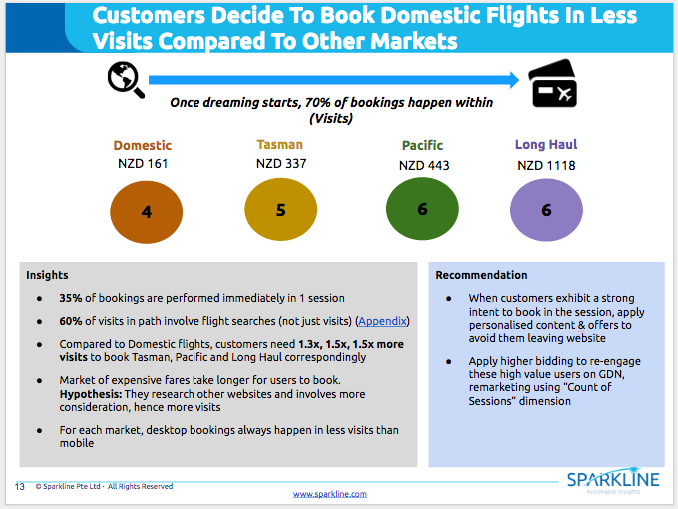 Customers Decide To Book Domestic Flights In Less
Visits Compared To Other Markets
Once dreaming starts, 70% of bookings happen within
(Visits)
Domestic
NZD 161
4
Tasman
NZD 337
5
Pacific
NZD 443
6
Long Haul
NZD 1118
6
Insights
● 35% of bookings are performed immediately in 1 session
● 60% of visits in path involve flight searches (not just visits) (Appendix)
● Compared to Domestic flights, customers need 1.3x, 1.5x, 1.5x more
visits to book Tasman, Pacific and Long Haul correspondingly
● Market of expensive fares take longer for users to book.
Hypothesis: They research other websites and involves more
consideration, hence more visits
● For each market, desktop bookings always happen in less visits than
mobile
Recommendation
● When customers exhibit a strong
intent to book in the session, apply
personalised content & offers to
avoid them leaving website
● Apply higher bidding to re-engage
these high value users on GDN,
remarketing using “Count of
Sessions” dimension
13 © Sparkline Pte Ltd - All Rights Reserved
www.sparkline.com
SPARKLINE
Actionable Insights